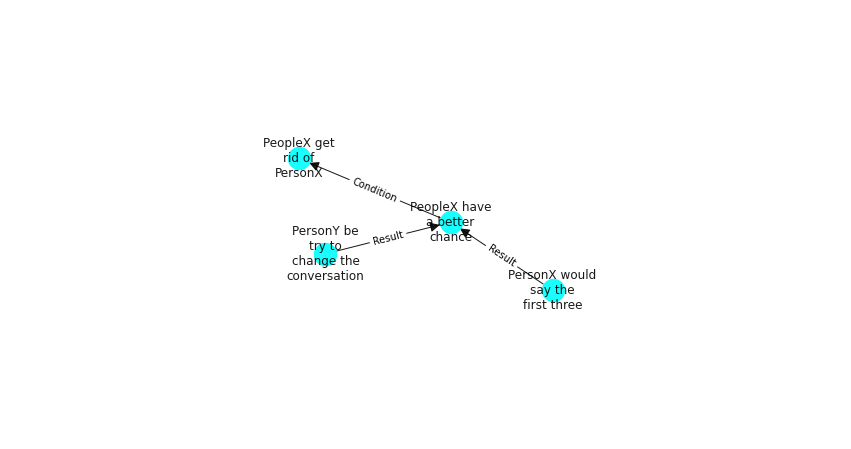 PeopleX get
rid of
PersonX
Condition
PeopleX have
a better
chance
PersonY be
try to
change the
conversation
Result
Result
PersonX would
say the
first three